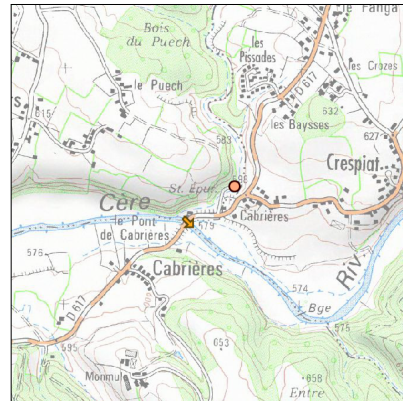 le Fanga
Bois
du Puech
les
Pissades
le Puech
les Crozes
D 617
532
615
les Baysses
627
583
Crespiat
St. Epur.
Cère
Cabrières
le Pont
de Cabrières
579
576
Cabrières
Riv
574
Bge
D 617
575
595
653
Monmul
658
Entre